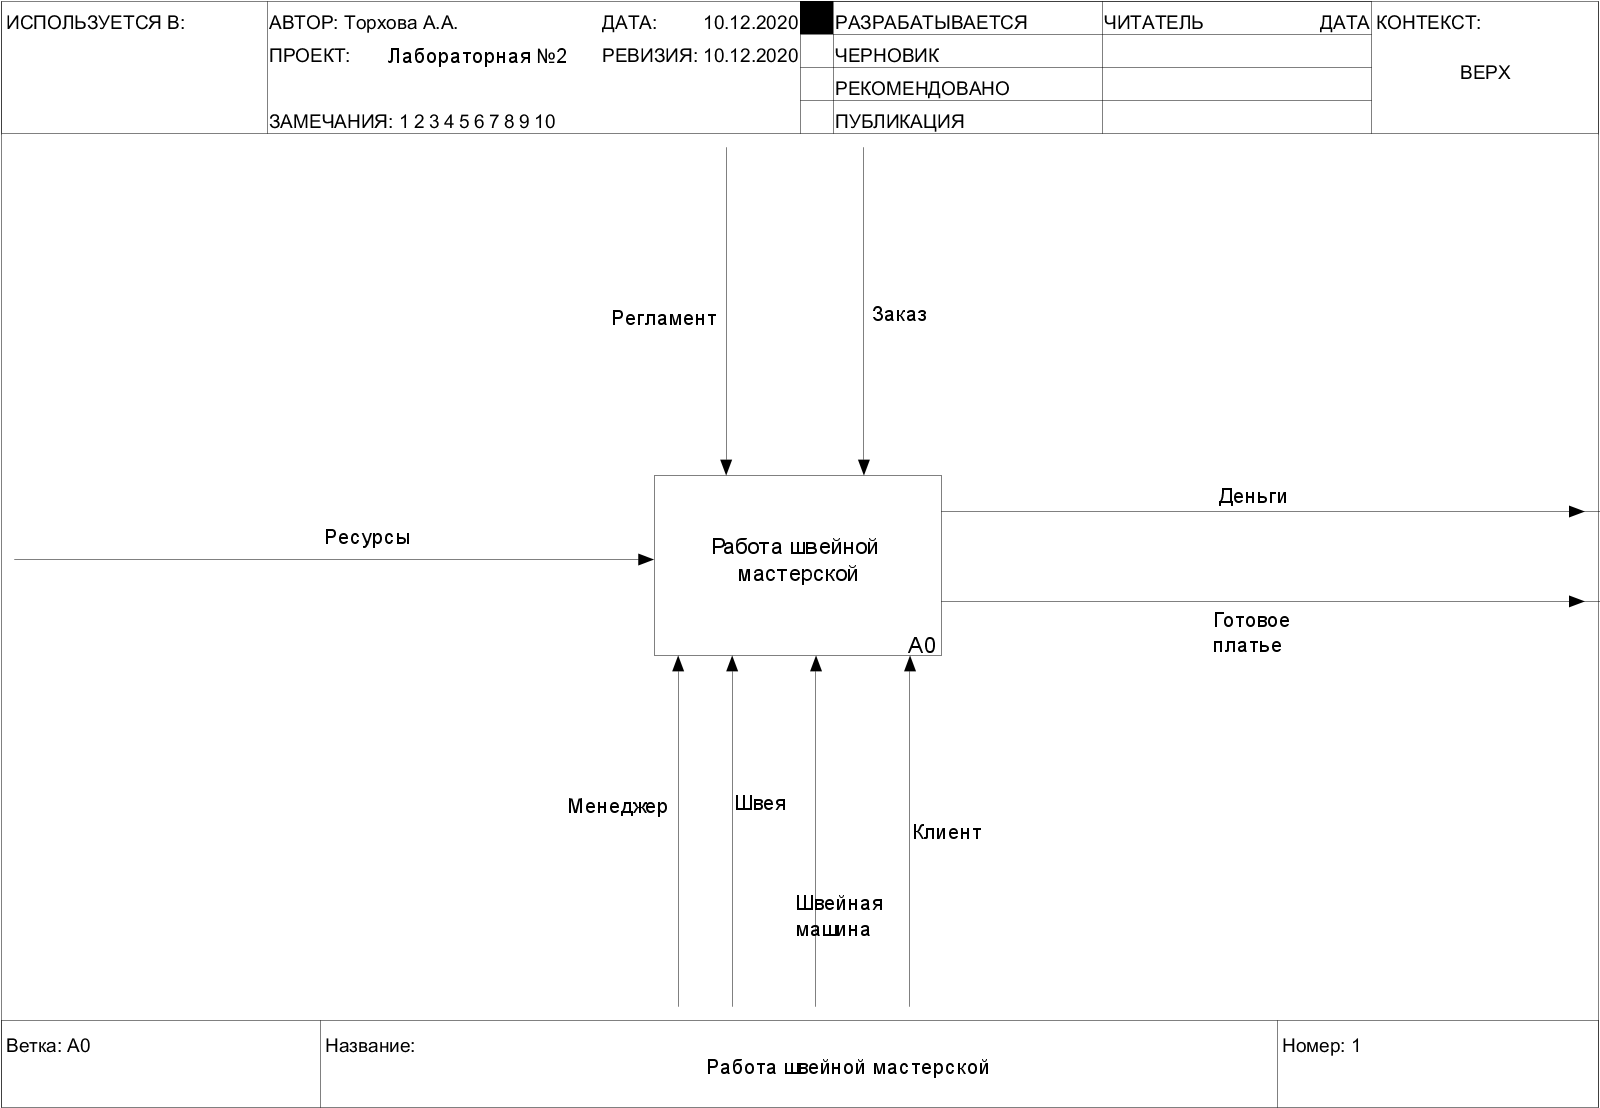 ИСПОЛЬЗУЕТСЯ В:
АВТОР: Торхова А.А.
ДАТА: 10.12.2020
ПРОЕКТ: Лабораторная №2
РЕВИЗИЯ: 10.12.2020
ЗАМЕЧАНИЯ: 1 2 3 4 5 6 7 8 9 10
РАЗРАБАТЫВАЕТСЯ
ЧЕРНОВИК
РЕКОМЕНДОВАНО
ПУБЛИКАЦИЯ
ЧИТАТЕЛЬ ДАТА
КОНТЕКСТ:
ВЕРХ
Регламент
Заказ
Ресурсы
Работа швейной
мастерской
A0
Деньги
Готовое
платье
Менеджер
Швея
Швейная
машина
Клиент
Ветка: A0
Название:
Работа швейной мастерской
Номер: 1